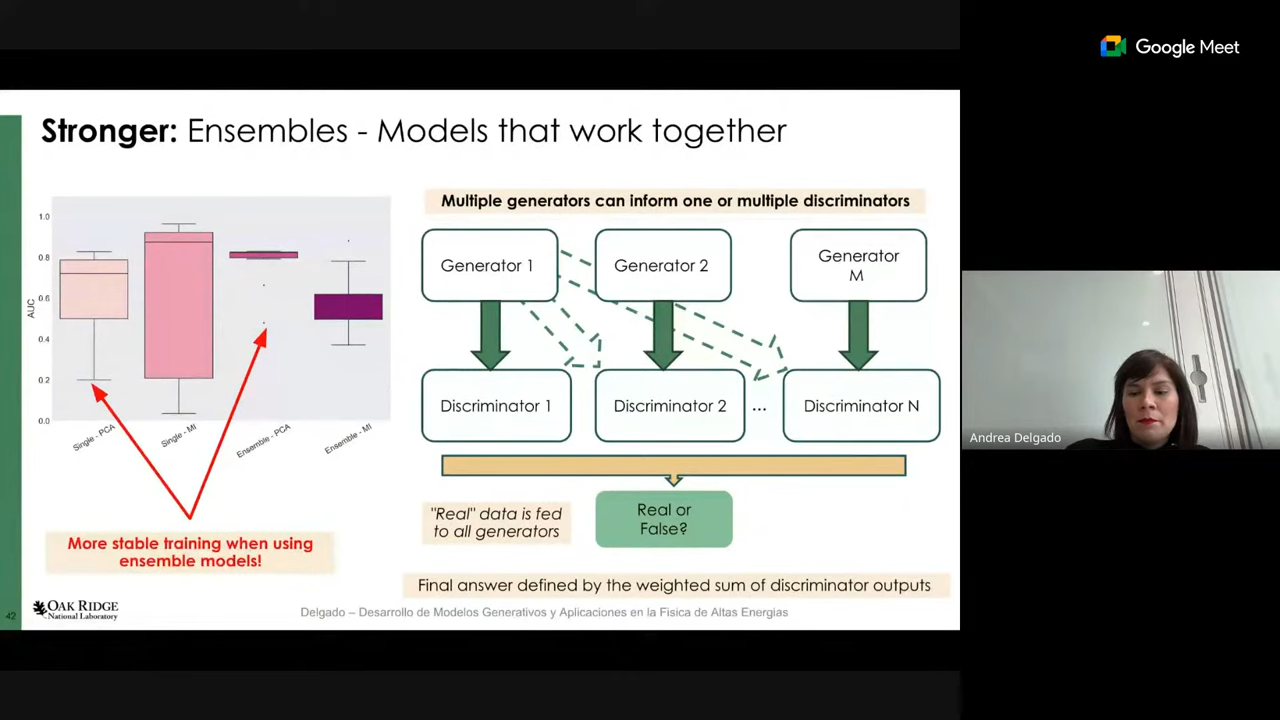 Google Meet
Stronger: Ensembles - Models that work together
Multiple generators can inform one or multiple discriminators
1.0
0.8
0.6
0.4
0.2
0.0
AUC
Single - PCA
Single - MI
Ensemble - PCA
Ensemble - MI
More stable training when using
ensemble models!
Generator 1
Generator 2
Generator
M
Discriminator 1
Discriminator 2
...
Discriminator N
"Real" data is fed
to all generators
Real or
False?
Final answer defined by the weighted sum of discriminator outputs
42
OAK RIDGE
National Laboratory
Delgado – Desarrollo de Modelos Generativos y Aplicaciones en la Fisica de Altas Energias
Andrea Delgado